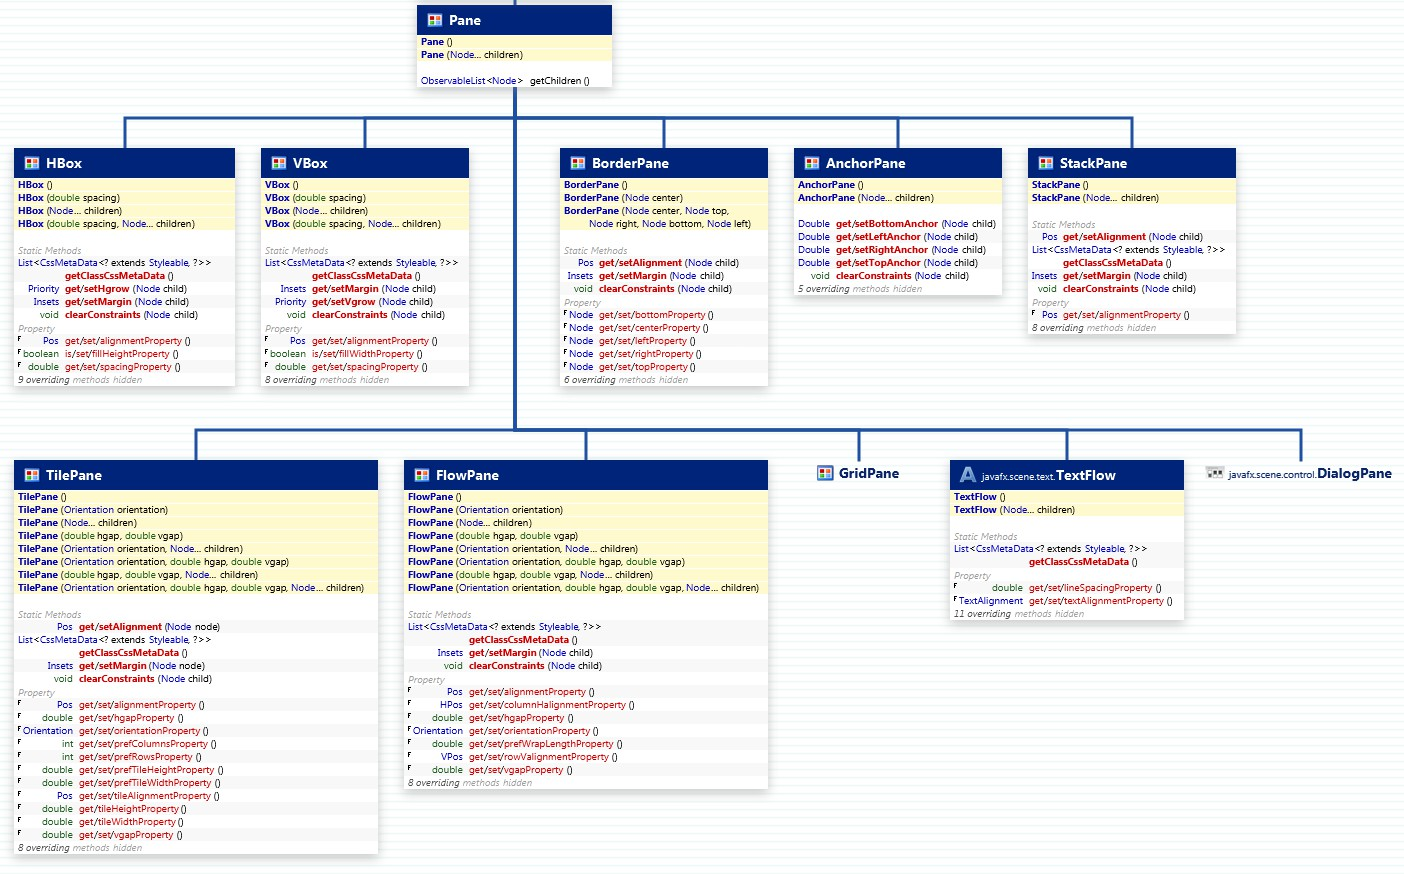 Pane
Pane ()
Pane (Node... children)
ObservableList<Node> getChildren ()
HBox
HBox ()
HBox (double spacing)
HBox (Node... children)
HBox (double spacing, Node... children)
Static Methods
List<CssMetaData<? extends Styleable, ?>>
getClassCssMetaData ()
Priority get/setHgrow (Node child)
Insets get/setMargin (Node child)
void clearConstraints (Node child)
Property
F Pos get/set/alignmentProperty ()
F boolean is/set/fillHeightProperty ()
F double get/set/spacingProperty ()
9 overriding methods hidden
VBox
VBox ()
VBox (double spacing)
VBox (Node... children)
VBox (double spacing, Node... children)
Static Methods
List<CssMetaData<? extends Styleable, ?>>
getClassCssMetaData ()
Insets get/setMargin (Node child)
Priority get/setVgrow (Node child)
void clearConstraints (Node child)
Property
F Pos get/set/alignmentProperty ()
F boolean is/set/fillWidthProperty ()
F double get/set/spacingProperty ()
8 overriding methods hidden
BorderPane
BorderPane ()
BorderPane (Node center)
BorderPane (Node center, Node top,
Node right, Node bottom, Node left)
Static Methods
Pos get/setAlignment (Node child)
Insets get/setMargin (Node child)
void clearConstraints (Node child)
Property
F Node get/set/bottomProperty ()
F Node get/set/centerProperty ()
F Node get/set/leftProperty ()
F Node get/set/rightProperty ()
F Node get/set/topProperty ()
6 overriding methods hidden
AnchorPane
AnchorPane ()
AnchorPane (Node... children)
Double get/setBottomAnchor (Node child)
Double get/setLeftAnchor (Node child)
Double get/setRightAnchor (Node child)
Double get/setTopAnchor (Node child)
void clearConstraints (Node child)
5 overriding methods hidden
StackPane
StackPane ()
StackPane (Node... children)
Static Methods
Pos get/setAlignment (Node child)
List<CssMetaData<? extends Styleable, ?>>
getClassCssMetaData ()
Insets get/setMargin (Node child)
void clearConstraints (Node child)
Property
F Pos get/set/alignmentProperty ()
8 overriding methods hidden
TilePane
TilePane ()
TilePane (Orientation orientation)
TilePane (Node... children)
TilePane (double hgap, double vgap)
TilePane (Orientation orientation, Node... children)
TilePane (Orientation orientation, double hgap, double vgap)
TilePane (double hgap, double vgap, Node... children)
TilePane (Orientation orientation, double hgap, double vgap, Node... children)
Static Methods
Pos get/setAlignment (Node node)
List<CssMetaData<? extends Styleable, ?>>
getClassCssMetaData ()
Insets get/setMargin (Node node)
void clearConstraints (Node child)
Property
F Pos get/set/alignmentProperty ()
F double get/set/hgapProperty ()
F Orientation get/set/orientationProperty ()
F int get/set/prefColumnsProperty ()
F int get/set/prefRowsProperty ()
F double get/set/prefTileHeightProperty ()
F double get/set/prefTileWidthProperty ()
F Pos get/set/tileAlignmentProperty ()
F double get/tileHeightProperty ()
F double get/tileWidthProperty ()
F double get/set/vgapProperty ()
8 overriding methods hidden
FlowPane
FlowPane ()
FlowPane (Orientation orientation)
FlowPane (Node... children)
FlowPane (double hgap, double vgap)
FlowPane (Orientation orientation, Node... children)
FlowPane (Orientation orientation, double hgap, double vgap)
FlowPane (double hgap, double vgap, Node... children)
FlowPane (Orientation orientation, double hgap, double vgap, Node... children)
Static Methods
List<CssMetaData<? extends Styleable, ?>>
getClassCssMetaData ()
Insets get/setMargin (Node child)
void clearConstraints (Node child)
Property
F Pos get/set/alignmentProperty ()
F HPos get/set/columnHalignmentProperty ()
F double get/set/hgapProperty ()
F Orientation get/set/orientationProperty ()
F double get/set/prefWrapLengthProperty ()
F VPos get/set/rowValignmentProperty ()
F double get/set/vgapProperty ()
8 overriding methods hidden
GridPane
A javafx.scene.text.TextFlow
TextFlow ()
TextFlow (Node... children)
Static Methods
List<CssMetaData<? extends Styleable, ?>>
getClassCssMetaData ()
Property
F double get/set/lineSpacingProperty ()
F TextAlignment get/set/textAlignmentProperty ()
11 overriding methods hidden
javafx.scene.control.DialogPane